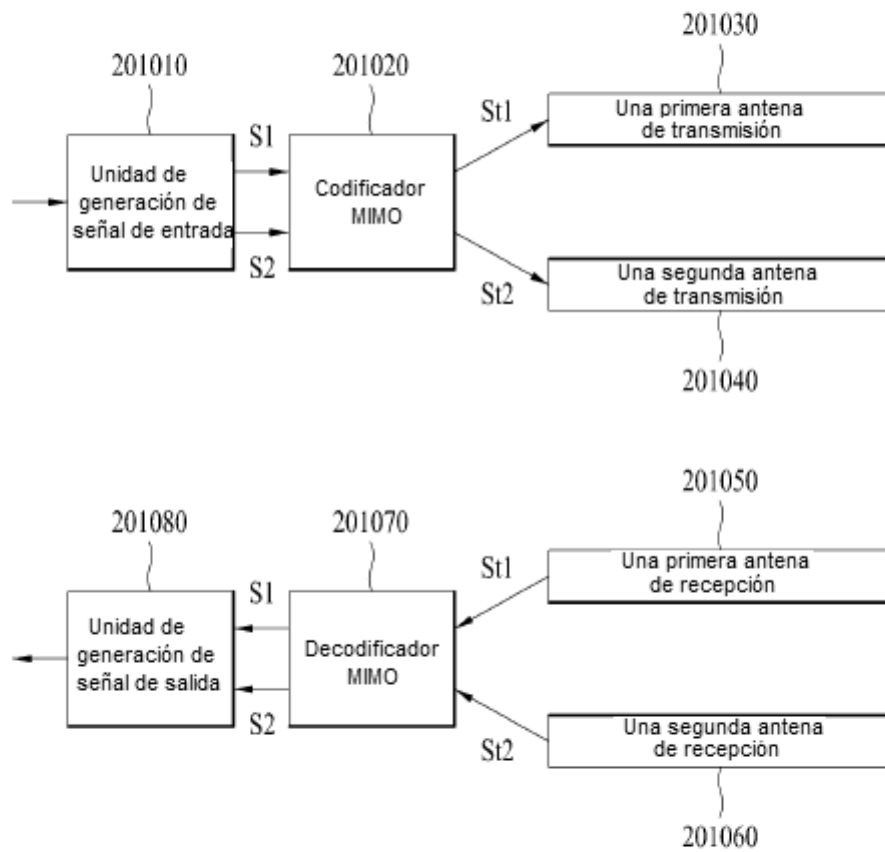 201010
201020
201030
S1
St1
Una primera antena
de transmisión
Unidad de
generación de
señal de entrada
Codificador
MIMO
S2
St2
Una segunda antena
de transmisión
201040
201050
201080
201070
S1
St1
Una primera antena
de recepción
Unidad de
generación de
señal de salida
Decodificador
MIMO
S2
St2
Una segunda antena
de recepción
201060